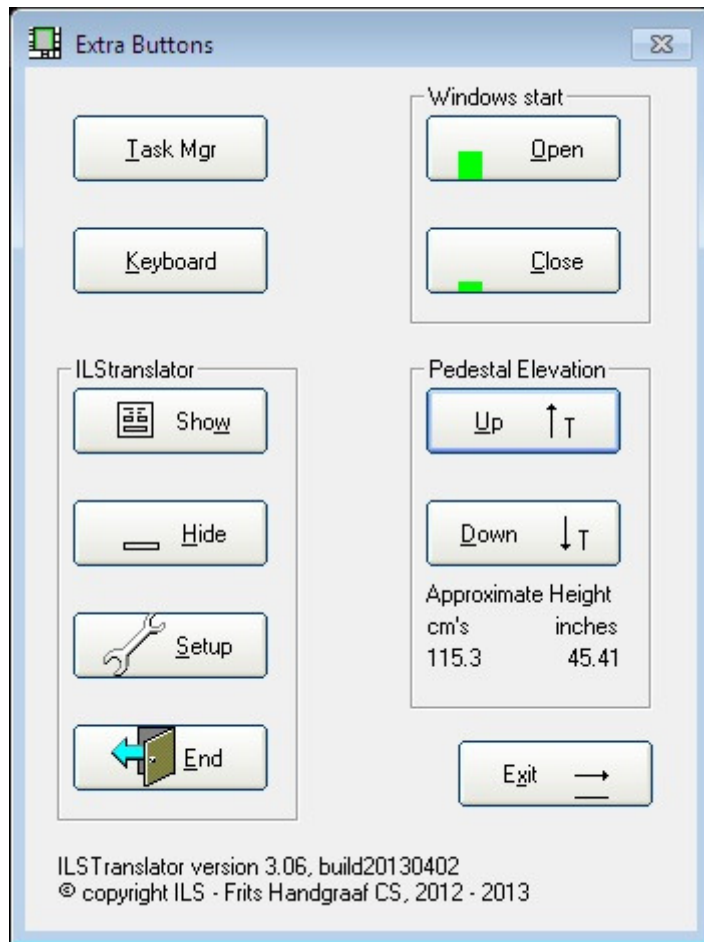 Extra Buttons
Task Mgr
Keyboard
Windows start
Open
Close
ILStranslator
Show
Hide
Setup
End
Pedestal Elevation
Up T
Down T
Approximate Height
cm's inches
115.3 45.41
Exit
ILSTranslator version 3.06, build20130402
© copyright ILS - Frits Handgraaf CS, 2012 - 2013